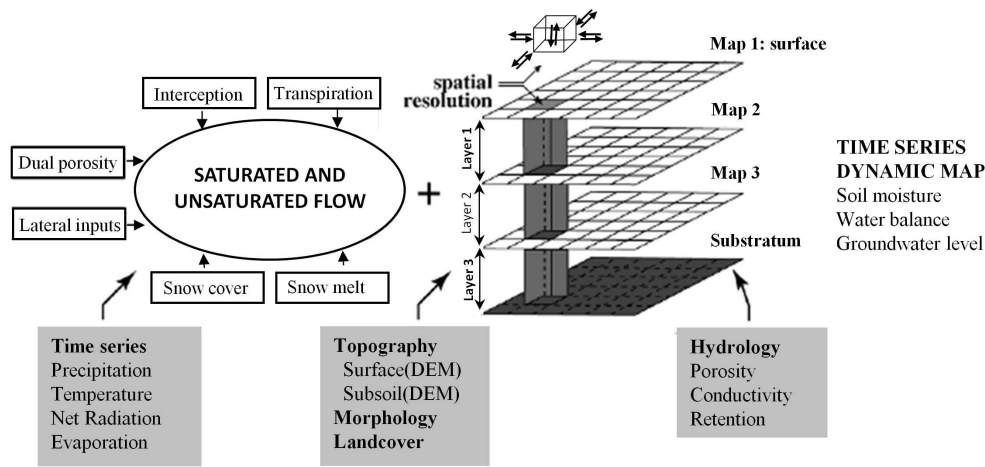 Interception
Transpiration
Dual porosity
Lateral inputs
SATURATED AND
UNSATURATED FLOW
Snow cover
Snow melt
+
spatial
resolution
Map 1: surface
Map 2
Map 3
Substratum
Layer 1
Layer 2
Layer 3
TIME SERIES
DYNAMIC MAP
Soil moisture
Water balance
Groundwater level
Time series
Precipitation
Temperature
Net Radiation
Evaporation
Topography
Surface(DEM)
Subsoil(DEM)
Morphology
Landcover
Hydrology
Porosity
Conductivity
Retention